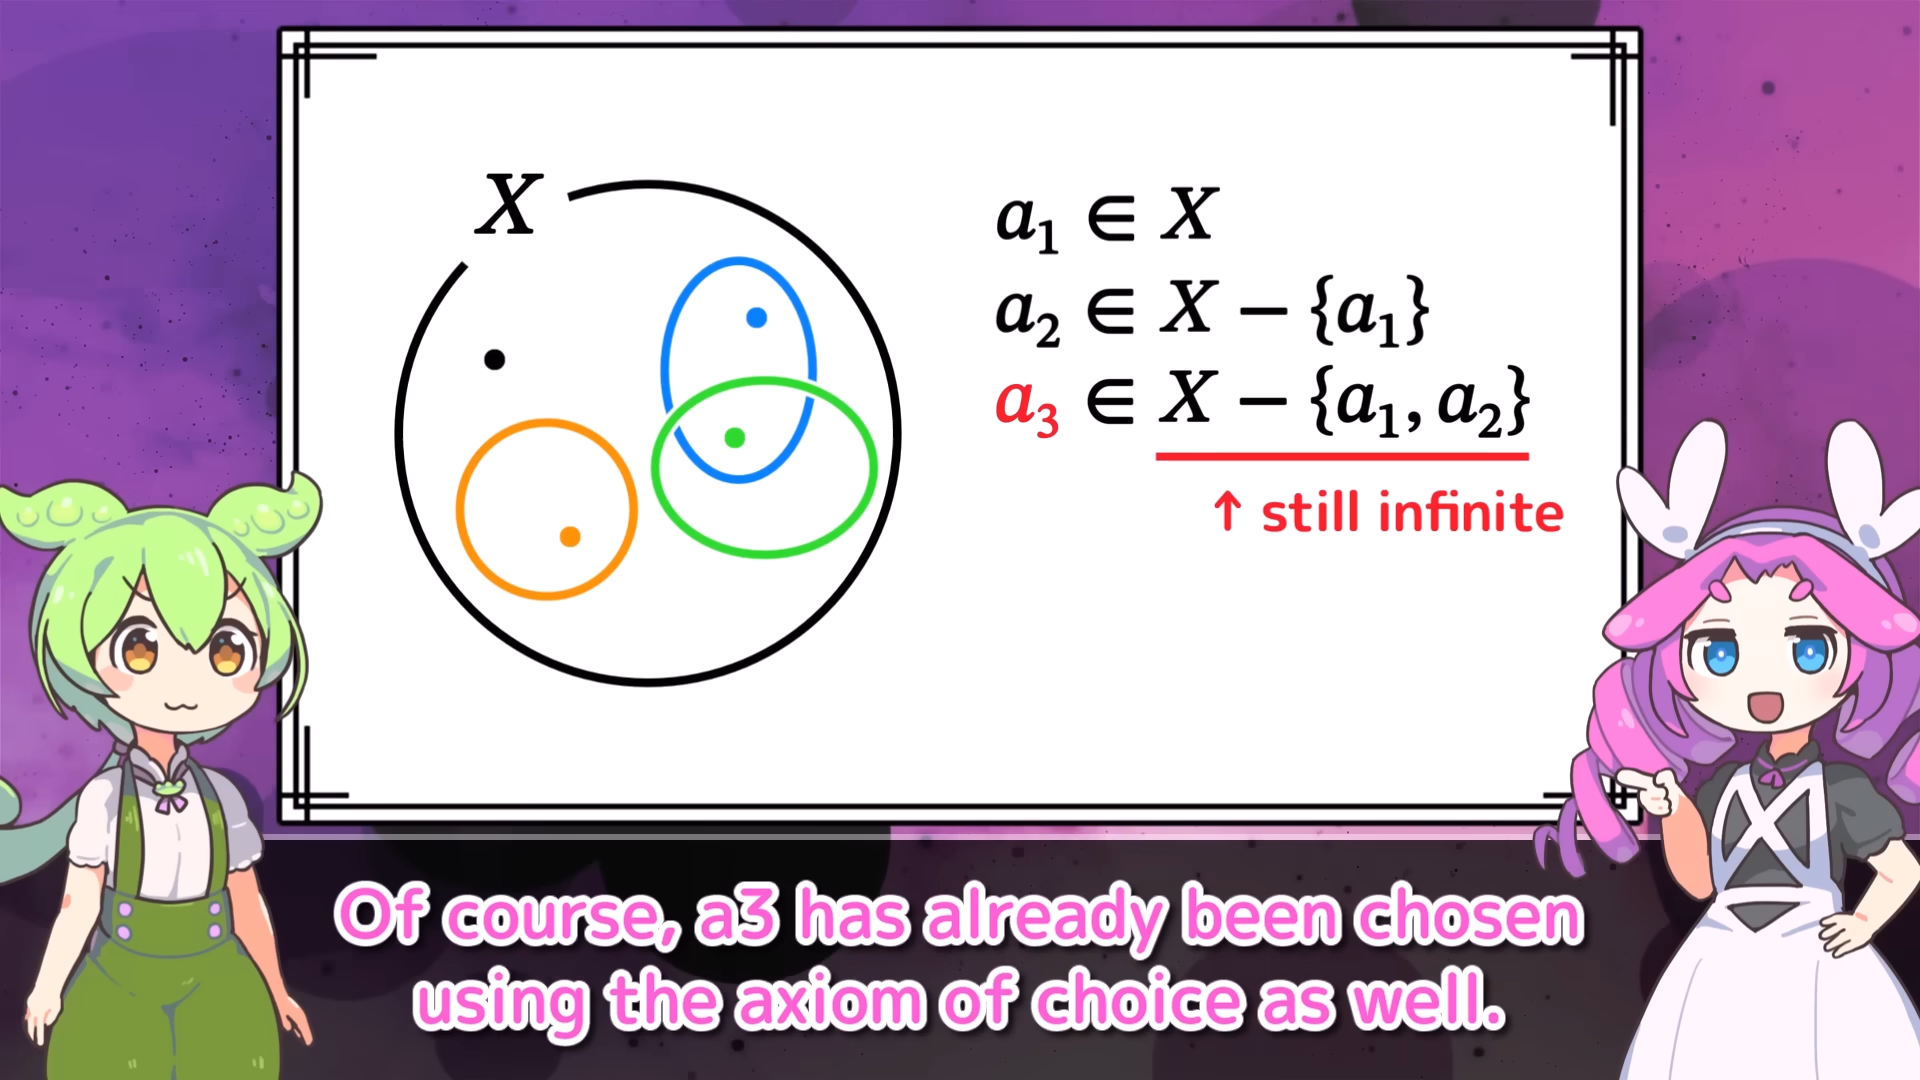 X
a₁ ∈ X
a₂ ∈ X − {a₁}
a₃ ∈ X − {a₁, a₂}
↑ still infinite
Of course, a3 has already been chosen
using the axiom of choice as well.